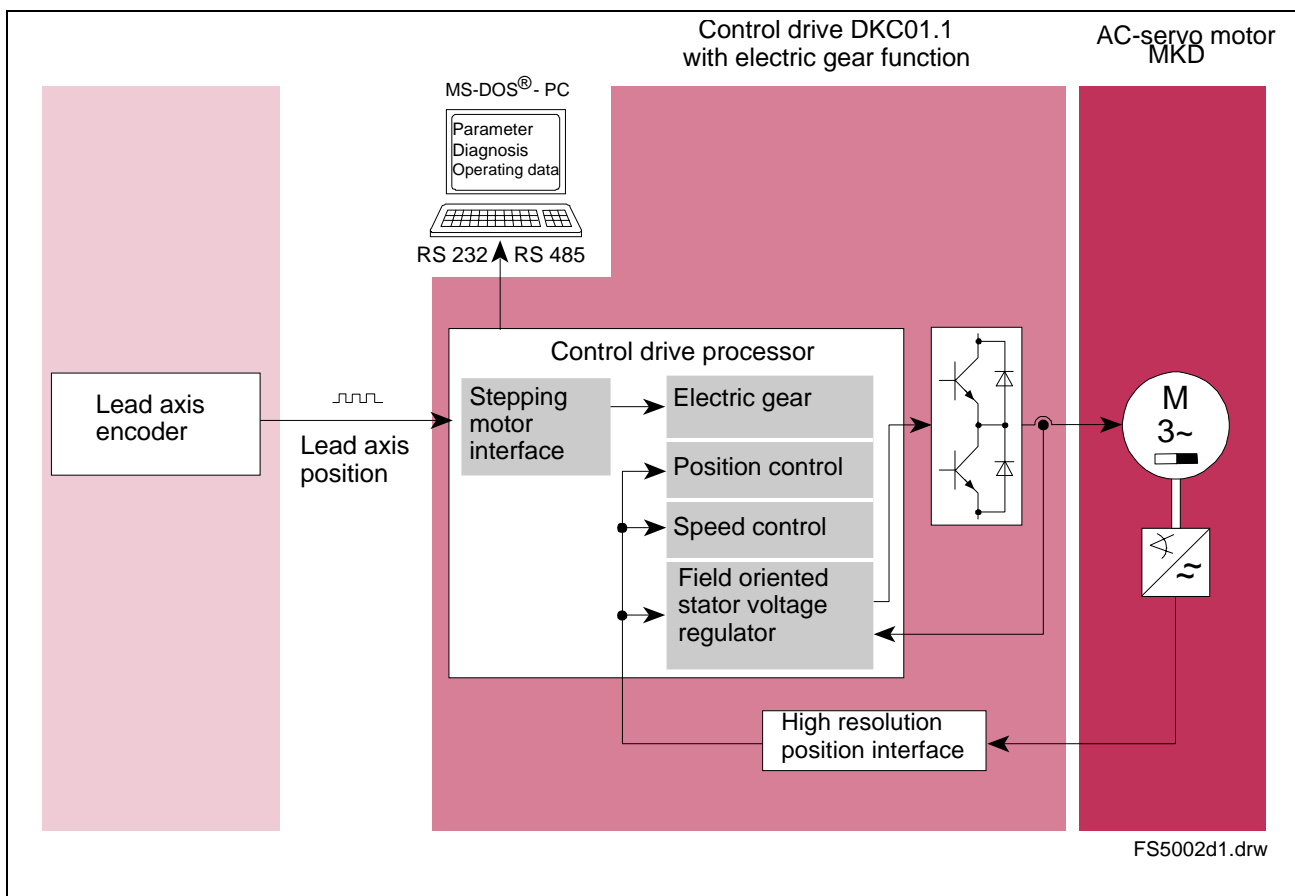 Control drive DKC01.1
with electric gear function
AC-servo motor
MKD
MS-DOS® - PC
Parameter
Diagnosis
Operating data
RS 232
RS 485
Control drive processor
Lead axis
encoder
Lead axis
position
Stepping
motor
interface
Electric gear
Position control
Speed control
Field oriented
stator voltage
regulator
M
3~
High resolution
position interface
FS5002d1.drw